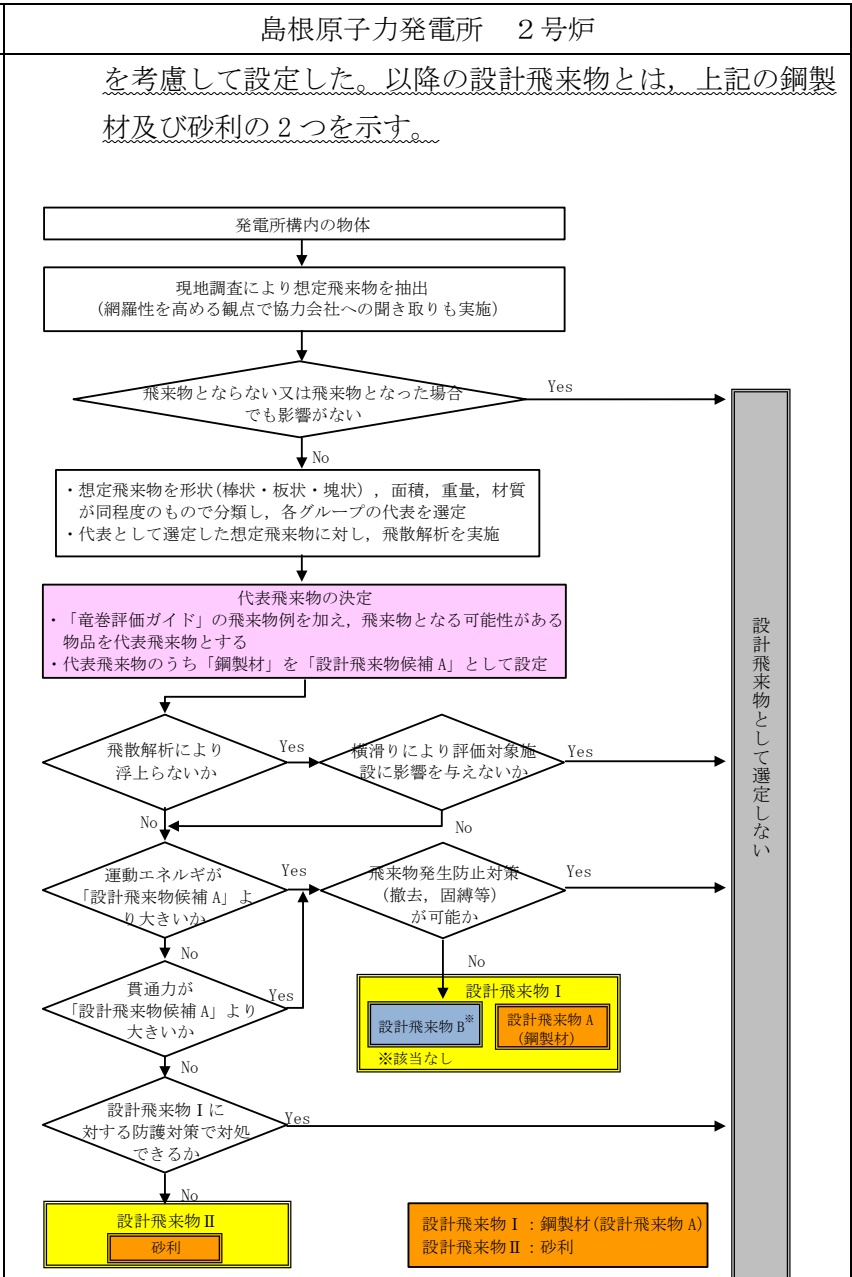 島根原子力発電所　２号炉
を考慮して設定した。以降の設計飛来物とは，上記の鋼製
材及び砂利の２つを示す。
発電所構内の物体
現地調査により想定飛来物を抽出
(網羅性を高める観点で協力会社への聞き取りも実施)
飛来物とならない又は飛来物となった場合
でも影響がない
Yes
No
・想定飛来物を形状(棒状・板状・塊状)，面積，重量，材質
が同程度のもので分類し，各グループの代表を選定
・代表として選定した想定飛来物に対し，飛散解析を実施
代表飛来物の決定
・「竜巻評価ガイド」の飛来物例を加え，飛来物となる可能性がある
物品を代表飛来物とする
・代表飛来物のうち「鋼製材」を「設計飛来物候補 A」として設定
飛散解析により
浮上らないか
Yes
横滑りにより評価対象施
設に影響を与えないか
Yes
No
No
運動エネルギが
「設計飛来物候補 A」よ
り大きいか
Yes
飛来物発生防止対策
(撤去，固縛等)
が可能か
Yes
No
No
貫通力が
「設計飛来物候補 A」より
大きいか
Yes
設計飛来物Ⅰ
設計飛来物 B※
設計飛来物 A
(鋼製材)
※該当なし
No
設計飛来物Ⅰに
対する防護対策で対処
できるか
Yes
No
設計飛来物Ⅱ
砂利
設計飛来物Ⅰ：鋼製材(設計飛来物 A)
設計飛来物Ⅱ：砂利
設計飛来物として選定しない